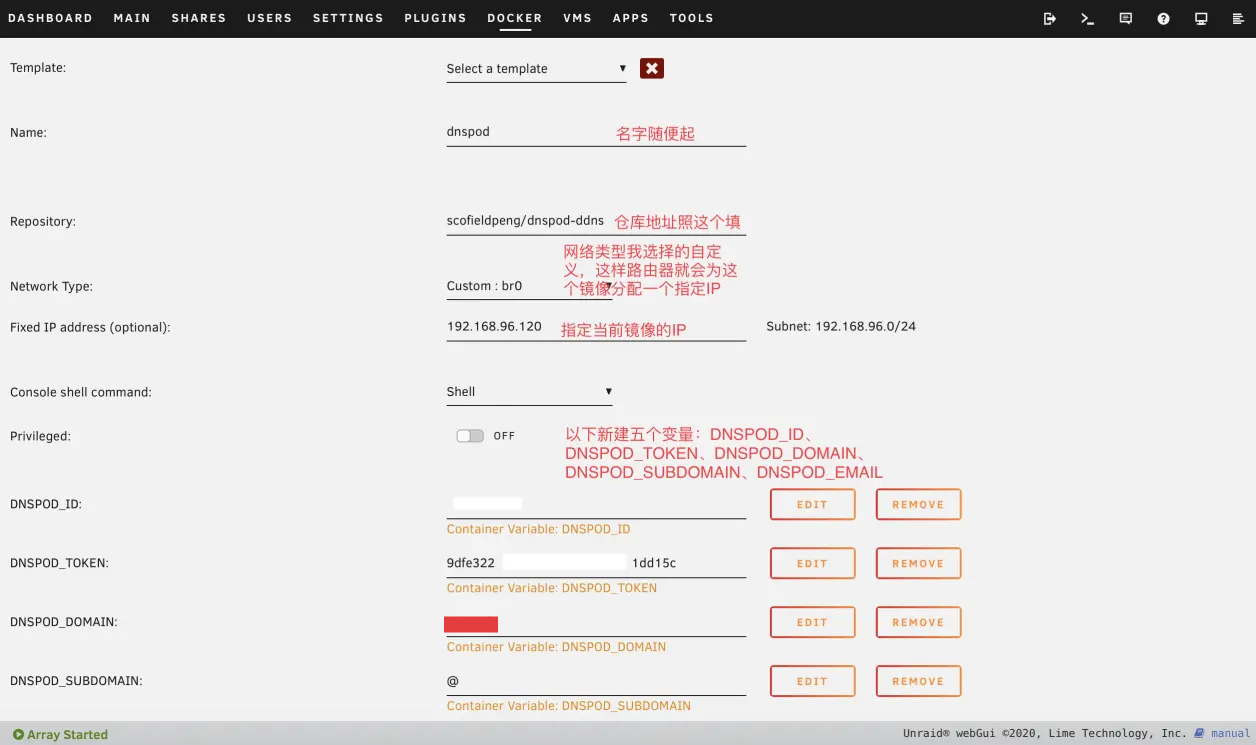 DASHBOARD MAIN SHARES USERS SETTINGS PLUGINS DOCKER VMS APPS TOOLS
Template: Select a template
Name: dnspod 名字随便起
Repository: scofieldpeng/dnspod-ddns 仓库地址照这个填
网络类型我选择的自定
义，这样路由器就会为这
个镜像分配一个指定IP
Network Type: Custom : br0
Fixed IP address (optional): 192.168.96.120 指定当前镜像的IP Subnet: 192.168.96.0/24
Console shell command: Shell
Privileged: OFF
以下新建五个变量：DNSPOD_ID、
DNSPOD_TOKEN、DNSPOD_DOMAIN、
DNSPOD_SUBDOMAIN、DNSPOD_EMAIL
DNSPOD_ID: EDIT REMOVE
Container Variable: DNSPOD_ID
DNSPOD_TOKEN: 9dfe322 1dd15c EDIT REMOVE
Container Variable: DNSPOD_TOKEN
DNSPOD_DOMAIN: EDIT REMOVE
Container Variable: DNSPOD_DOMAIN
DNSPOD_SUBDOMAIN: @ EDIT REMOVE
Container Variable: DNSPOD_SUBDOMAIN
Array Started Unraid® webGui ©2020, Lime Technology, Inc. manual